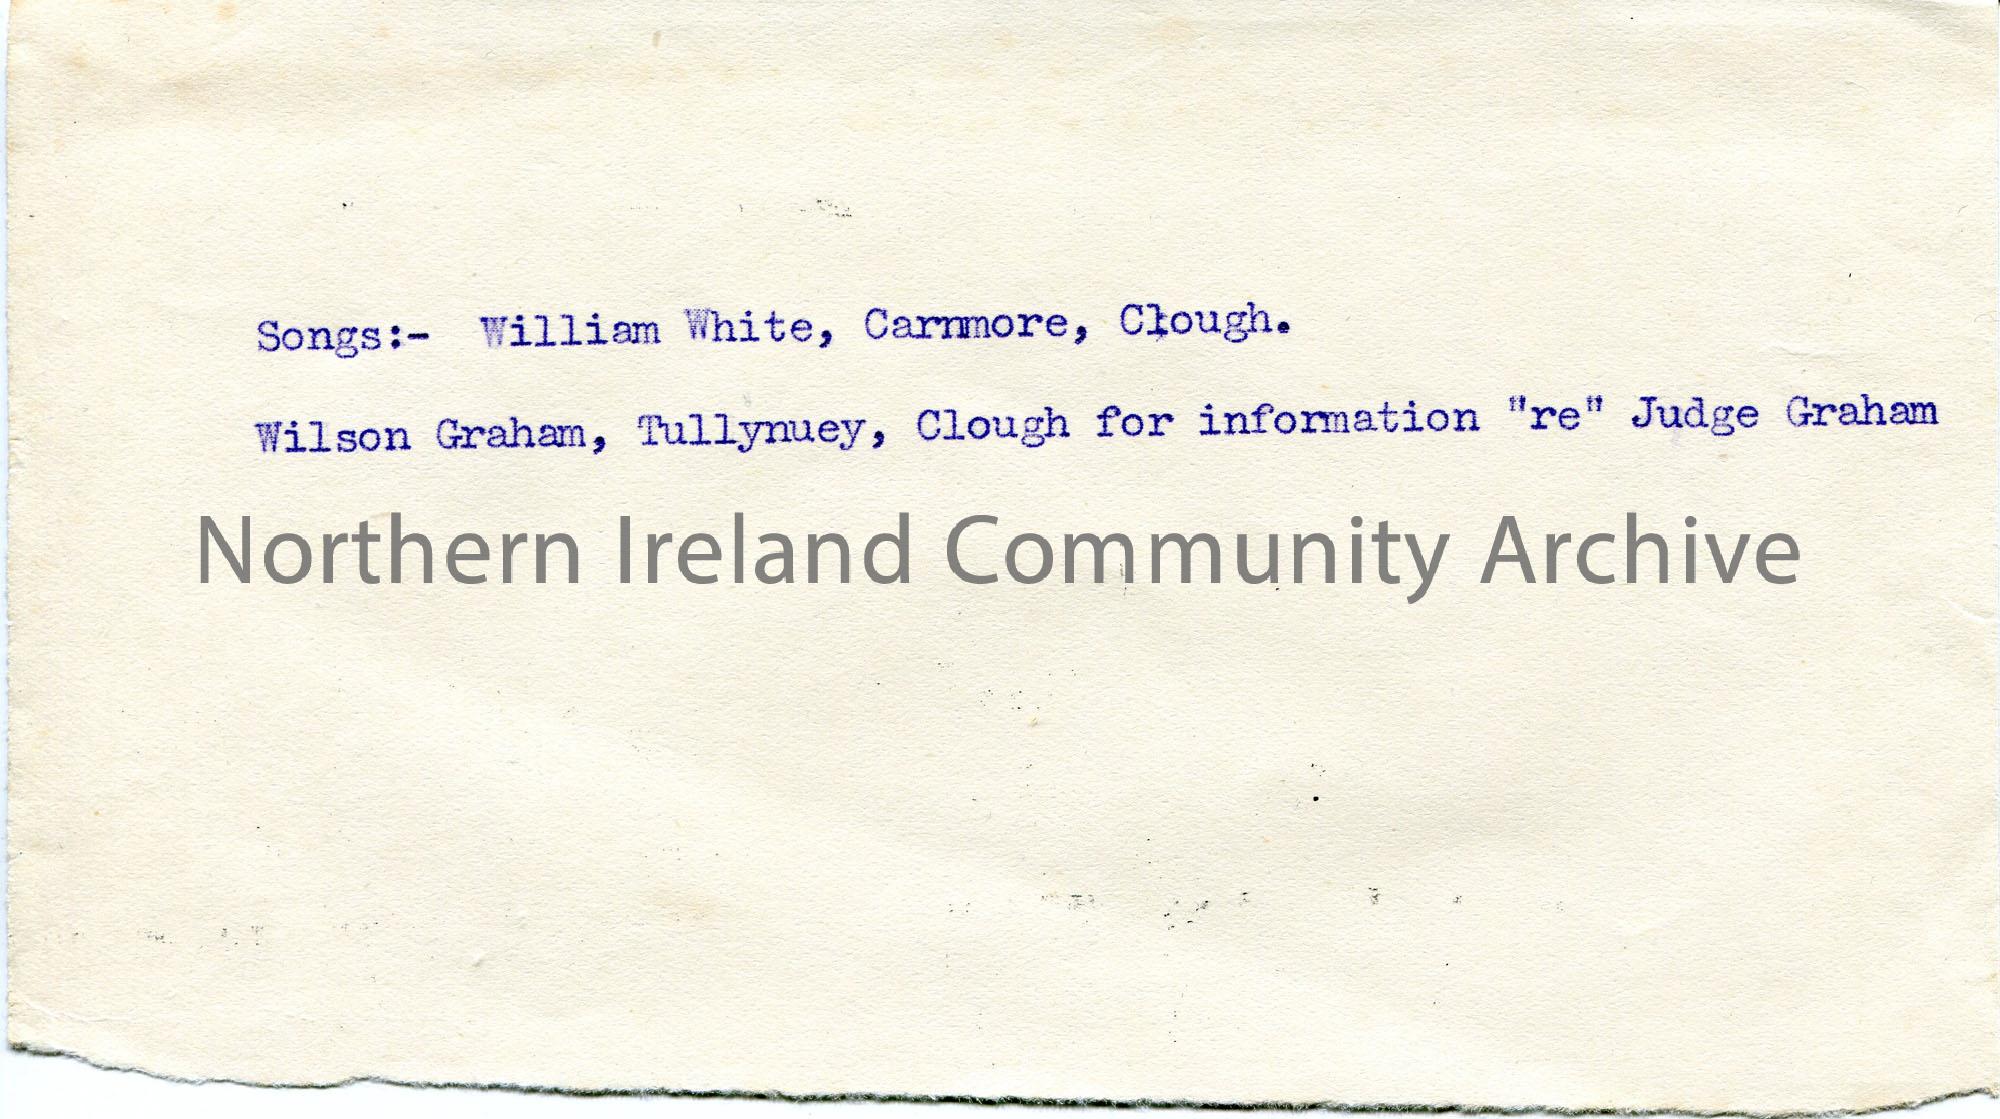 Songs:- William White, Carnmore, Clough.
Wilson Graham, Tullynuey, Clough for information "re" Judge Graham
Northern Ireland Community Archive